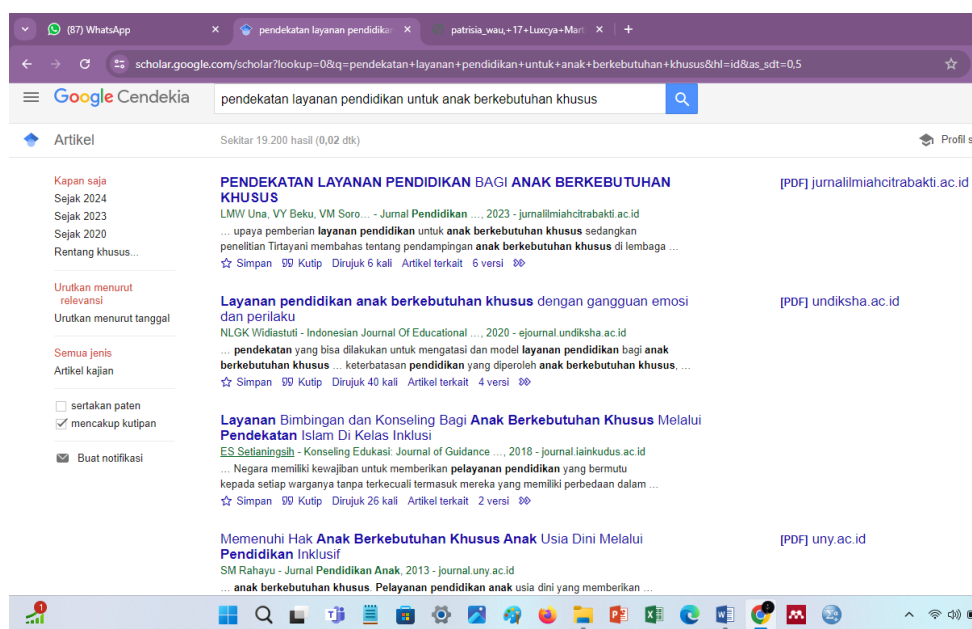 (87) WhatsApp
pendekatan layanan pendidikan
patrisia_wau,+17+Luxcya+Mart
scholar.google.com/scholar?lookup=0&q=pendekatan+layanan+pendidikan+untuk+anak+berkebutuhan+khusus&hl=id&as_sdt=0,5
Google Cendekia
pendekatan layanan pendidikan untuk anak berkebutuhan khusus
Artikel
Sekitar 19.200 hasil (0,02 dtk)
Profil s
Kapan saja
Sejak 2024
Sejak 2023
Sejak 2020
Rentang khusus...
Urutkan menurut
relevansi
Urutkan menurut tanggal
Semua jenis
Artikel kajian
sertakan paten
mencakup kutipan
Buat notifikasi
PENDEKATAN LAYANAN PENDIDIKAN BAGI ANAK BERKEBUTUHAN
KHUSUS
[PDF] jurnalilmiahcitrabakti.ac.id
LMW Una, VY Beku, VM Soro... - Jurnal Pendidikan ..., 2023 - jurnalilmiahcitrabakti.ac.id
... upaya pemberian layanan pendidikan untuk anak berkebutuhan khusus sedangkan
penelitian Tirtayani membahas tentang pendampingan anak berkebutuhan khusus di lembaga ...
Simpan Kutip Dirujuk 6 kali Artikel terkait 6 versi
Layanan pendidikan anak berkebutuhan khusus dengan gangguan emosi
dan perilaku
[PDF] undiksha.ac.id
NLGK Widiastuti - Indonesian Journal Of Educational ..., 2020 - ejournal.undiksha.ac.id
... pendekatan yang bisa dilakukan untuk mengatasi dan model layanan pendidikan bagi anak
berkebutuhan khusus ... keterbatasan pendidikan yang diperoleh anak berkebutuhan khusus, ...
Simpan Kutip Dirujuk 40 kali Artikel terkait 4 versi
Layanan Bimbingan dan Konseling Bagi Anak Berkebutuhan Khusus Melalui
Pendekatan Islam Di Kelas Inklusi
ES Setianingsih - Konseling Edukasi: Journal of Guidance ..., 2018 - journal.iainkudus.ac.id
... Negara memiliki kewajiban untuk memberikan pelayanan pendidikan yang bermutu
kepada setiap warganya tanpa terkecuali termasuk mereka yang memiliki perbedaan dalam ...
Simpan Kutip Dirujuk 26 kali Artikel terkait 2 versi
Memenuhi Hak Anak Berkebutuhan Khusus Anak Usia Dini Melalui
Pendidikan Inklusif
[PDF] uny.ac.id
SM Rahayu - Jurnal Pendidikan Anak, 2013 - journal.uny.ac.id
... anak berkebutuhan khusus. Pelayanan pendidikan anak usia dini yang memberikan ...